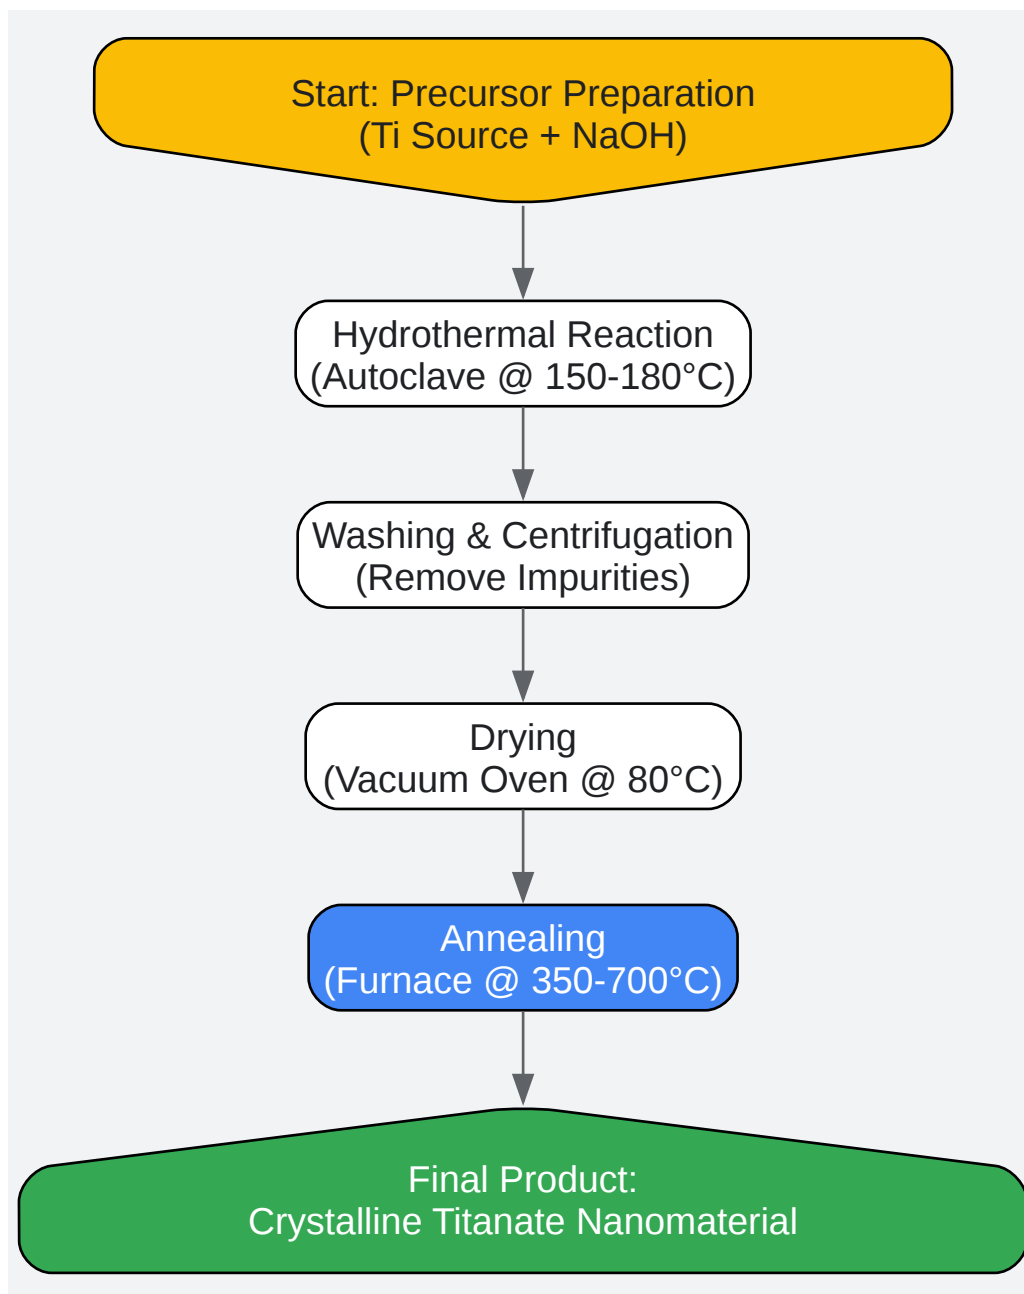 Start: Precursor Preparation
(Ti Source + NaOH)
Hydrothermal Reaction
(Autoclave @ 150-180°C)
Washing & Centrifugation
(Remove Impurities)
Drying
(Vacuum Oven @ 80°C)
Annealing
(Furnace @ 350-700°C)
Final Product:
Crystalline Titanate Nanomaterial